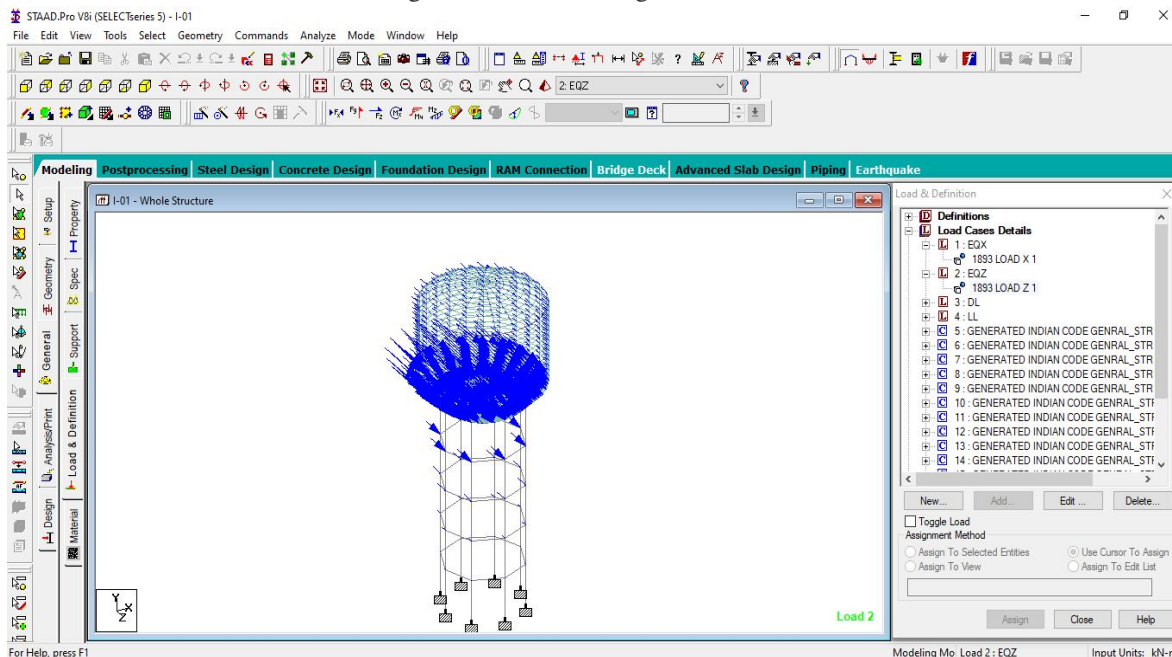 STAAD.Pro V8i (SELECTseries 5) - I-01
File Edit View Tools Select Geometry Commands Analyze Mode Window Help
2: EQZ
Modeling Postprocessing Steel Design Concrete Design Foundation Design RAM Connection Bridge Deck Advanced Slab Design Piping Earthquake
I-01 - Whole Structure
Setup
Geometry
General
Analysis/Print
Design
Property
Spec
Support
Load & Definition
Material
Y
X
Z
Load 2
Load & Definition
Definitions
Load Cases Details
1 : EQX
1893 LOAD X 1
2 : EQZ
1893 LOAD Z 1
3 : DL
4 : LL
5 : GENERATED INDIAN CODE GENRAL_STR
6 : GENERATED INDIAN CODE GENRAL_STR
7 : GENERATED INDIAN CODE GENRAL_STR
8 : GENERATED INDIAN CODE GENRAL_STR
9 : GENERATED INDIAN CODE GENRAL_STR
10 : GENERATED INDIAN CODE GENRAL_STF
11 : GENERATED INDIAN CODE GENRAL_STF
12 : GENERATED INDIAN CODE GENRAL_STF
13 : GENERATED INDIAN CODE GENRAL_STF
14 : GENERATED INDIAN CODE GENRAL_STF
New... Add... Edit ... Delete...
Toggle Load
Assignment Method
Assign To Selected Entities Use Cursor To Assign
Assign To View Assign To Edit List
Assign Close Help
For Help, press F1
Modeling Mo Load 2 : EQZ Input Units: kN-r